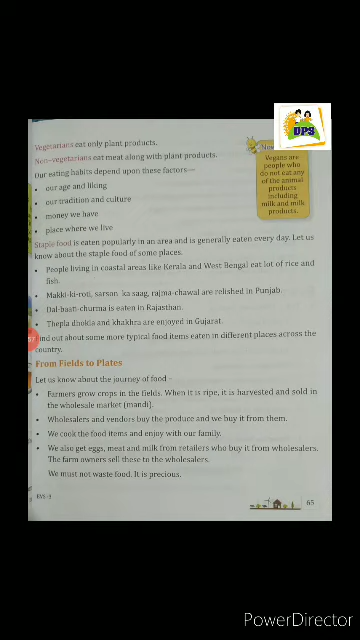 DPS
Vegetarians eat only plant products.
Non-vegetarians eat meat along with plant products.
Our eating habits depend upon these factors—
• our age and liking
• our tradition and culture
• money we have
• place where we live
Vegans are
people who
do not eat any
of the animal
products
including
milk and milk
products.
Staple food is eaten popularly in an area and is generally eaten every day. Let us
know about the staple food of some places.
• People living in coastal areas like Kerala and West Bengal eat lot of rice and
fish.
• Makki-ki-roti, sarson-ka saag, rajma-chawal are relished in Punjab.
• Dal-baati-churma is eaten in Rajasthan.
• Thepla dhokla and khakhra are enjoyed in Gujarat.
ind out about some more typical food items eaten in different places across the
country.
From Fields to Plates
Let us know about the journey of food –
• Farmers grow crops in the fields. When it is ripe, it is harvested and sold in
the wholesale market (mandi).
• Wholesalers and vendors buy the produce and we buy it from them.
• We cook the food items and enjoy with our family.
• We also get eggs, meat and milk from retailers who buy it from wholesalers.
The farm owners sell these to the wholesalers.
We must not waste food. It is precious.
EVS-3
65
PowerDirector